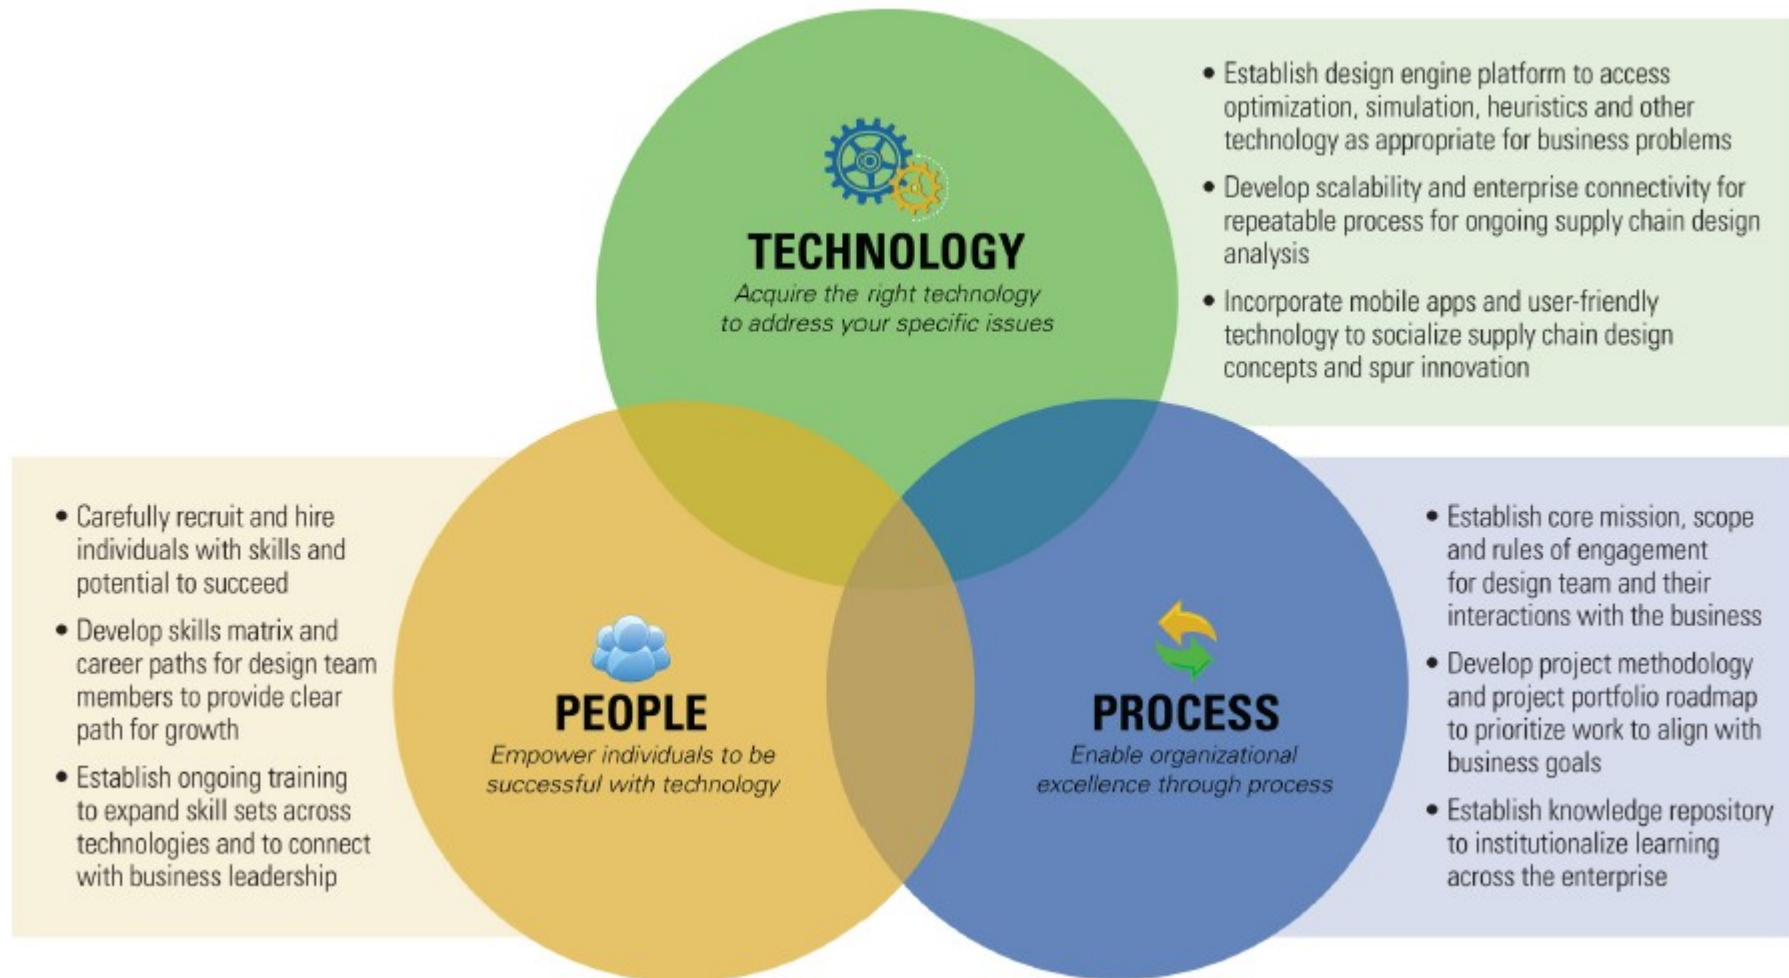 TECHNOLOGY
Acquire the right technology
to address your specific issues
• Establish design engine platform to access
optimization, simulation, heuristics and other
technology as appropriate for business problems
• Develop scalability and enterprise connectivity for
repeatable process for ongoing supply chain design
analysis
• Incorporate mobile apps and user-friendly
technology to socialize supply chain design
concepts and spur innovation
• Carefully recruit and hire
individuals with skills and
potential to succeed
• Develop skills matrix and
career paths for design team
members to provide clear
path for growth
• Establish ongoing training
to expand skill sets across
technologies and to connect
with business leadership
PEOPLE
Empower individuals to be
successful with technology
PROCESS
Enable organizational
excellence through process
• Establish core mission, scope
and rules of engagement
for design team and their
interactions with the business
• Develop project methodology
and project portfolio roadmap
to prioritize work to align with
business goals
• Establish knowledge repository
to institutionalize learning
across the enterprise